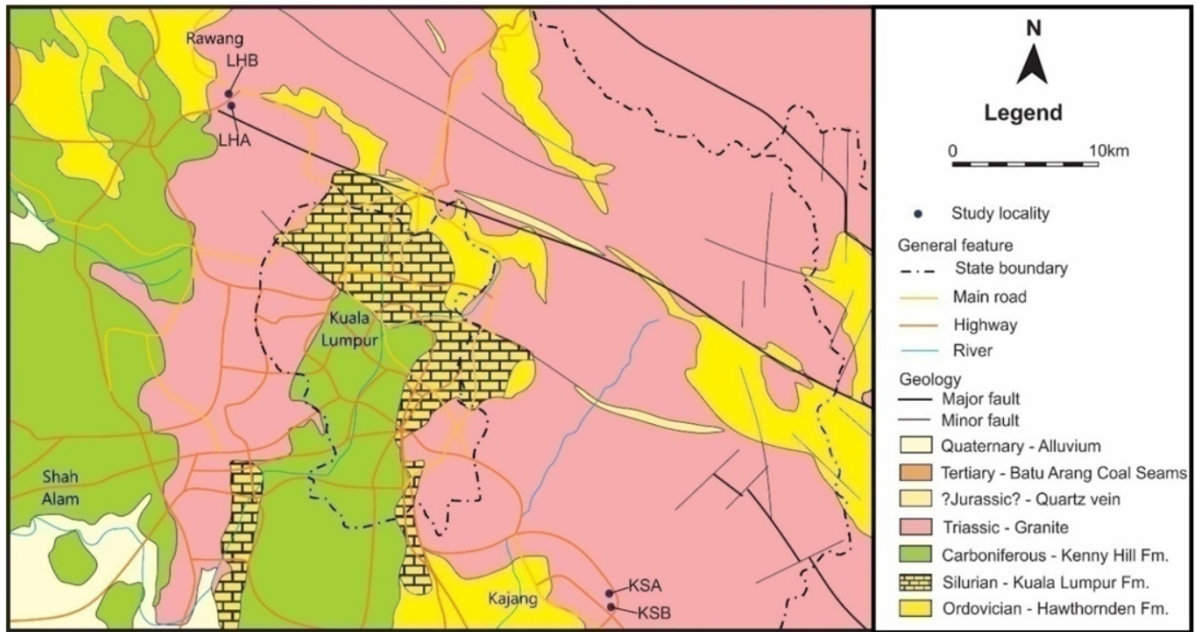 Rawang
LHB
LHA
Kuala
Lumpur
Shah
Alam
Kajang
KSA
KSB
N
Legend
0 10km
Study locality
General feature
State boundary
Main road
Highway
River
Geology
Major fault
Minor fault
Quaternary - Alluvium
Tertiary - Batu Arang Coal Seams
?Jurassic? - Quartz vein
Triassic - Granite
Carboniferous - Kenny Hill Fm.
Silurian - Kuala Lumpur Fm.
Ordovician - Hawthornden Fm.